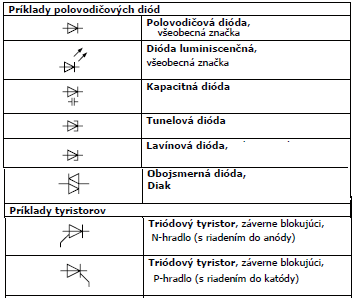 Príklady polovodičových diód
Polovodičová dióda,
všeobecná značka
Dióda luminiscenčná,
všeobecná značka
Kapacitná dióda
Tunelová dióda
Lavínová dióda,
Obojsmerná dióda,
Diak
Príklady tyristorov
Triódový tyristor, záverne blokujúci,
N-hradlo (s riadením do anódy)
Triódový tyristor, záverne blokujúci,
P-hradlo (s riadením do katódy)